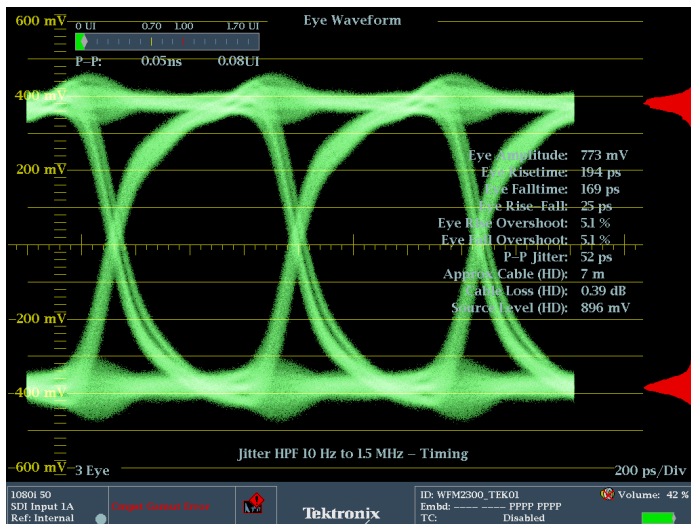 600 mV
0 UI 0.70 1.00 1.70 UI
Eye Waveform
P-P: 0.05ns 0.08UI
400 mV
200 mV
Eye Amplitude: 773 mV
Eye Risetime: 194 ps
Eye Falltime: 169 ps
Eye Rise-Fall: 25 ps
Eye Rise Overshoot: 5.1 %
Eye Fall Overshoot: 5.1 %
P-P Jitter: 52 ps
Approx Cable (HD): 7 m
Cable Loss (HD): 0.39 dB
Source Level (HD): 896 mV
-200 mV
-400 mV
Jitter HPF 10 Hz to 1.5 MHz - Timing
-600 mV
3 Eye
200 ps/Div
1080i 50
SDI Input 1A
Ref: Internal
Tektronix
ID: WFM2300_TEK01
Embd: ---- ---- PPPP PPPP
TC: Disabled
Volume: 42 %